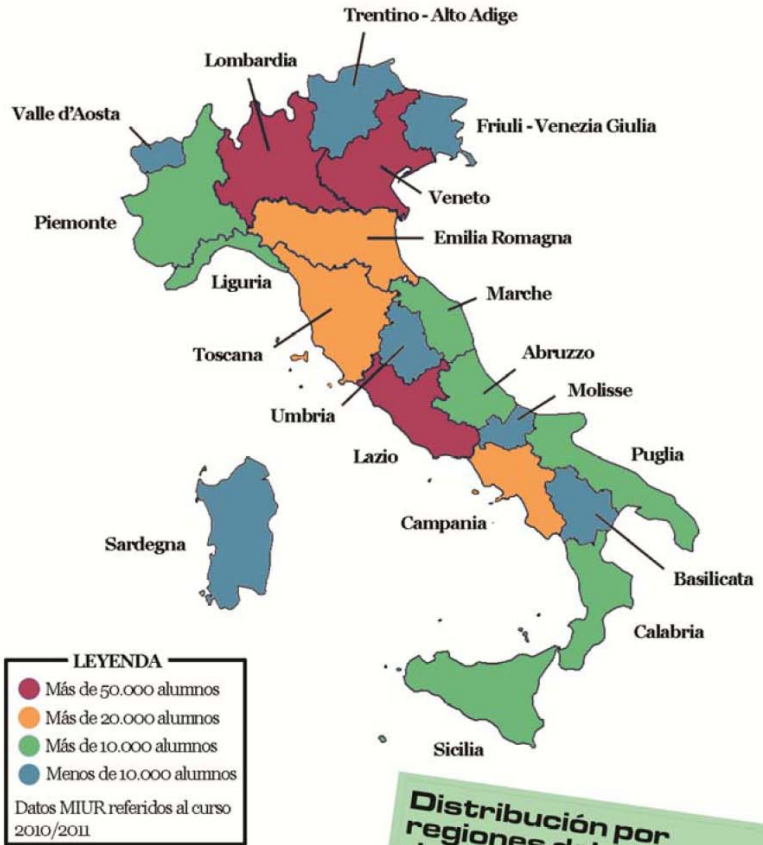 Trentino - Alto Adige
Lombardia
Valle d'Aosta
Friuli - Venezia Giulia
Veneto
Piemonte
Emilia Romagna
Liguria
Marche
Toscana
Abruzzo
Molisse
Umbria
Lazio
Puglia
Campania
Sardegna
Basilicata
Calabria
Sicilia
LEYENDA
Más de 50.000 alumnos
Más de 20.000 alumnos
Más de 10.000 alumnos
Menos de 10.000 alumnos
Datos MIUR referidos al curso
2010/2011
Distribución por
regiones